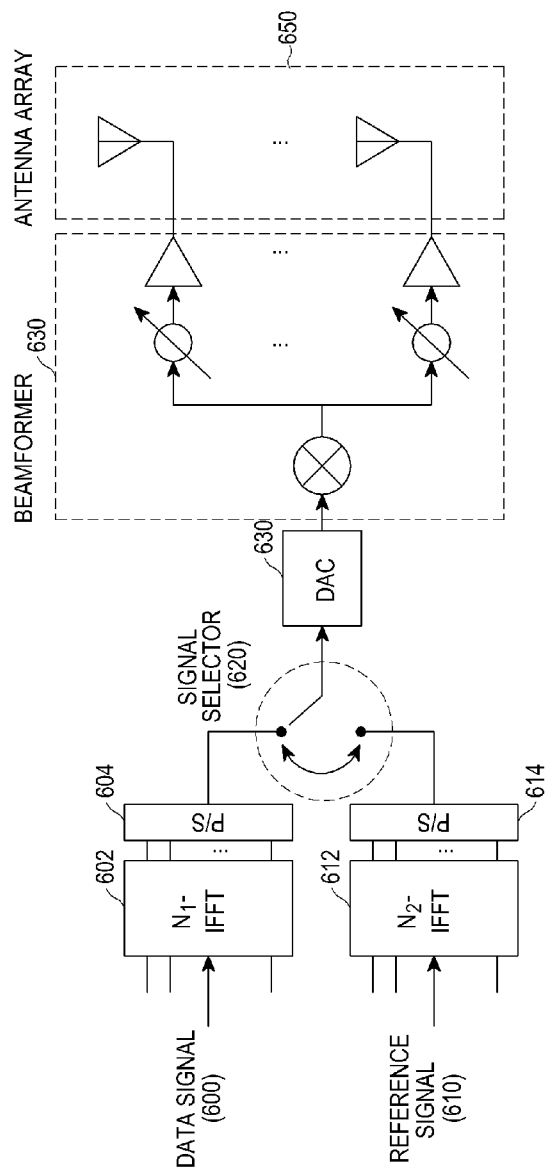 DATA SIGNAL
(600)
602
N1-
IFFT
...
604
P/S
REFERENCE
SIGNAL
(610)
612
N2-
IFFT
...
614
P/S
SIGNAL
SELECTOR
(620)
630
DAC
BEAMFORMER
630
...
...
ANTENNA ARRAY
650
...